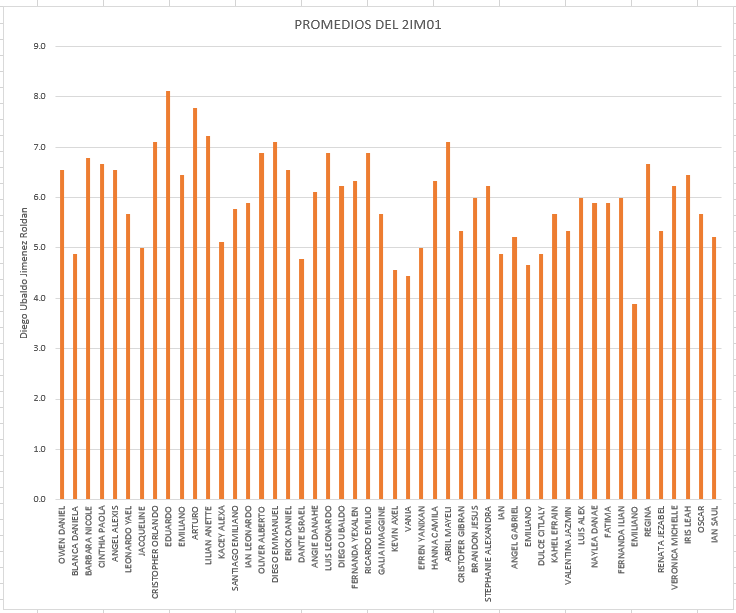 PROMEDIOS DEL 2IM01
9.0
8.0
7.0
6.0
5.0
4.0
3.0
2.0
1.0
0.0
Diego Ubaldo Jimenez Roldan
OWEN DANIEL
BLANCA DANIELA
BARBARA NICOLE
CINTHIA PAOLA
ANGEL ALEXIS
LEONARDO YAEL
JACQUELINE
CRISTOPHER ORLANDO
EDUARDO
EMILIANO
ARTURO
LILIAN ANETTE
KACEY ALEXA
SANTIAGO EMILIANO
IAN LEONARDO
OLIVER ALBERTO
DIEGO EMMANUEL
ERICK DANIEL
DANTE ISRAEL
ANGIE DANAHE
LUIS LEONARDO
DIEGO UBALDO
FERNANDA YEXALEN
RICARDO EMILIO
GALIA IMAGGINE
KEVIN AXEL
VANIA
EFREN YANIXAN
HANNA CAMILA
ABRIL MAYELI
CRISTOFER GIBRAN
BRANDON JESUS
STEPHANIE ALEXANDRA
IAN
ANGEL GABRIEL
EMILIANO
DULCE CITLALY
KAHEL EFRAIN
VALENTINA JAZMIN
LUIS ALEX
NAYLEA DANAE
FATIMA
FERNANDA ILIAN
EMILIANO
REGINA
RENATA JEZABEL
VERONICA MICHELLE
IRIS LEAH
OSCAR
IAN SAUL